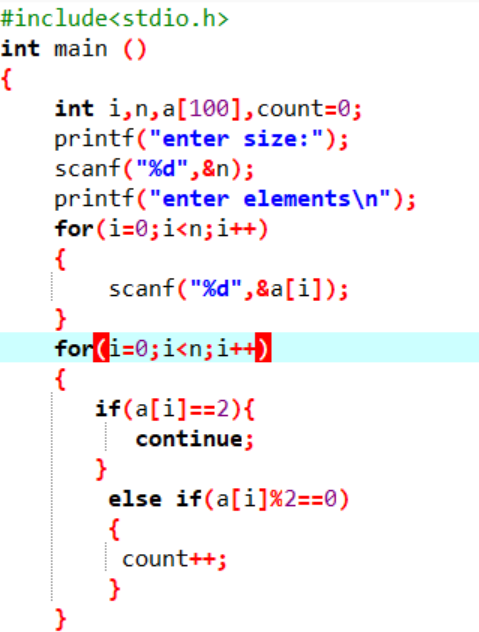 #include<stdio.h>
int main ()
{
    int i,n,a[100],count=0;
    printf("enter size:");
    scanf("%d",&n);
    printf("enter elements\n");
    for(i=0;i<n;i++)
    {
        scanf("%d",&a[i]);
    }
    for(i=0;i<n;i++)
    {
       if(a[i]==2){
          continue;
       }
        else if(a[i]%2==0)
        {
         count++;
        }
    }